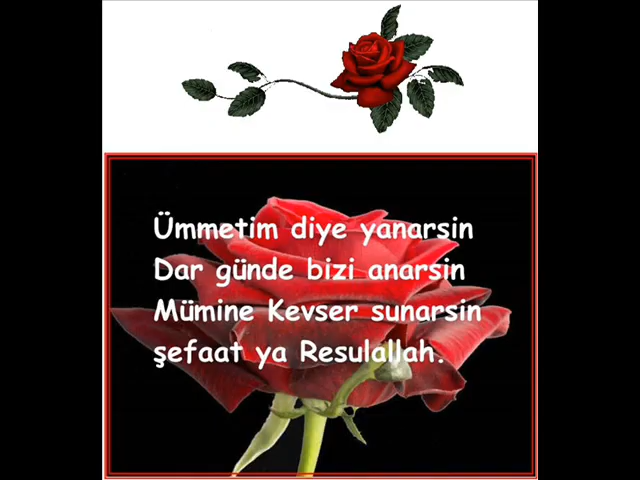 Ümmetim diye yanarsin
Dar günde bizi anarsin
Mümine Kevser sunarsin
şefaat ya Resulallah.